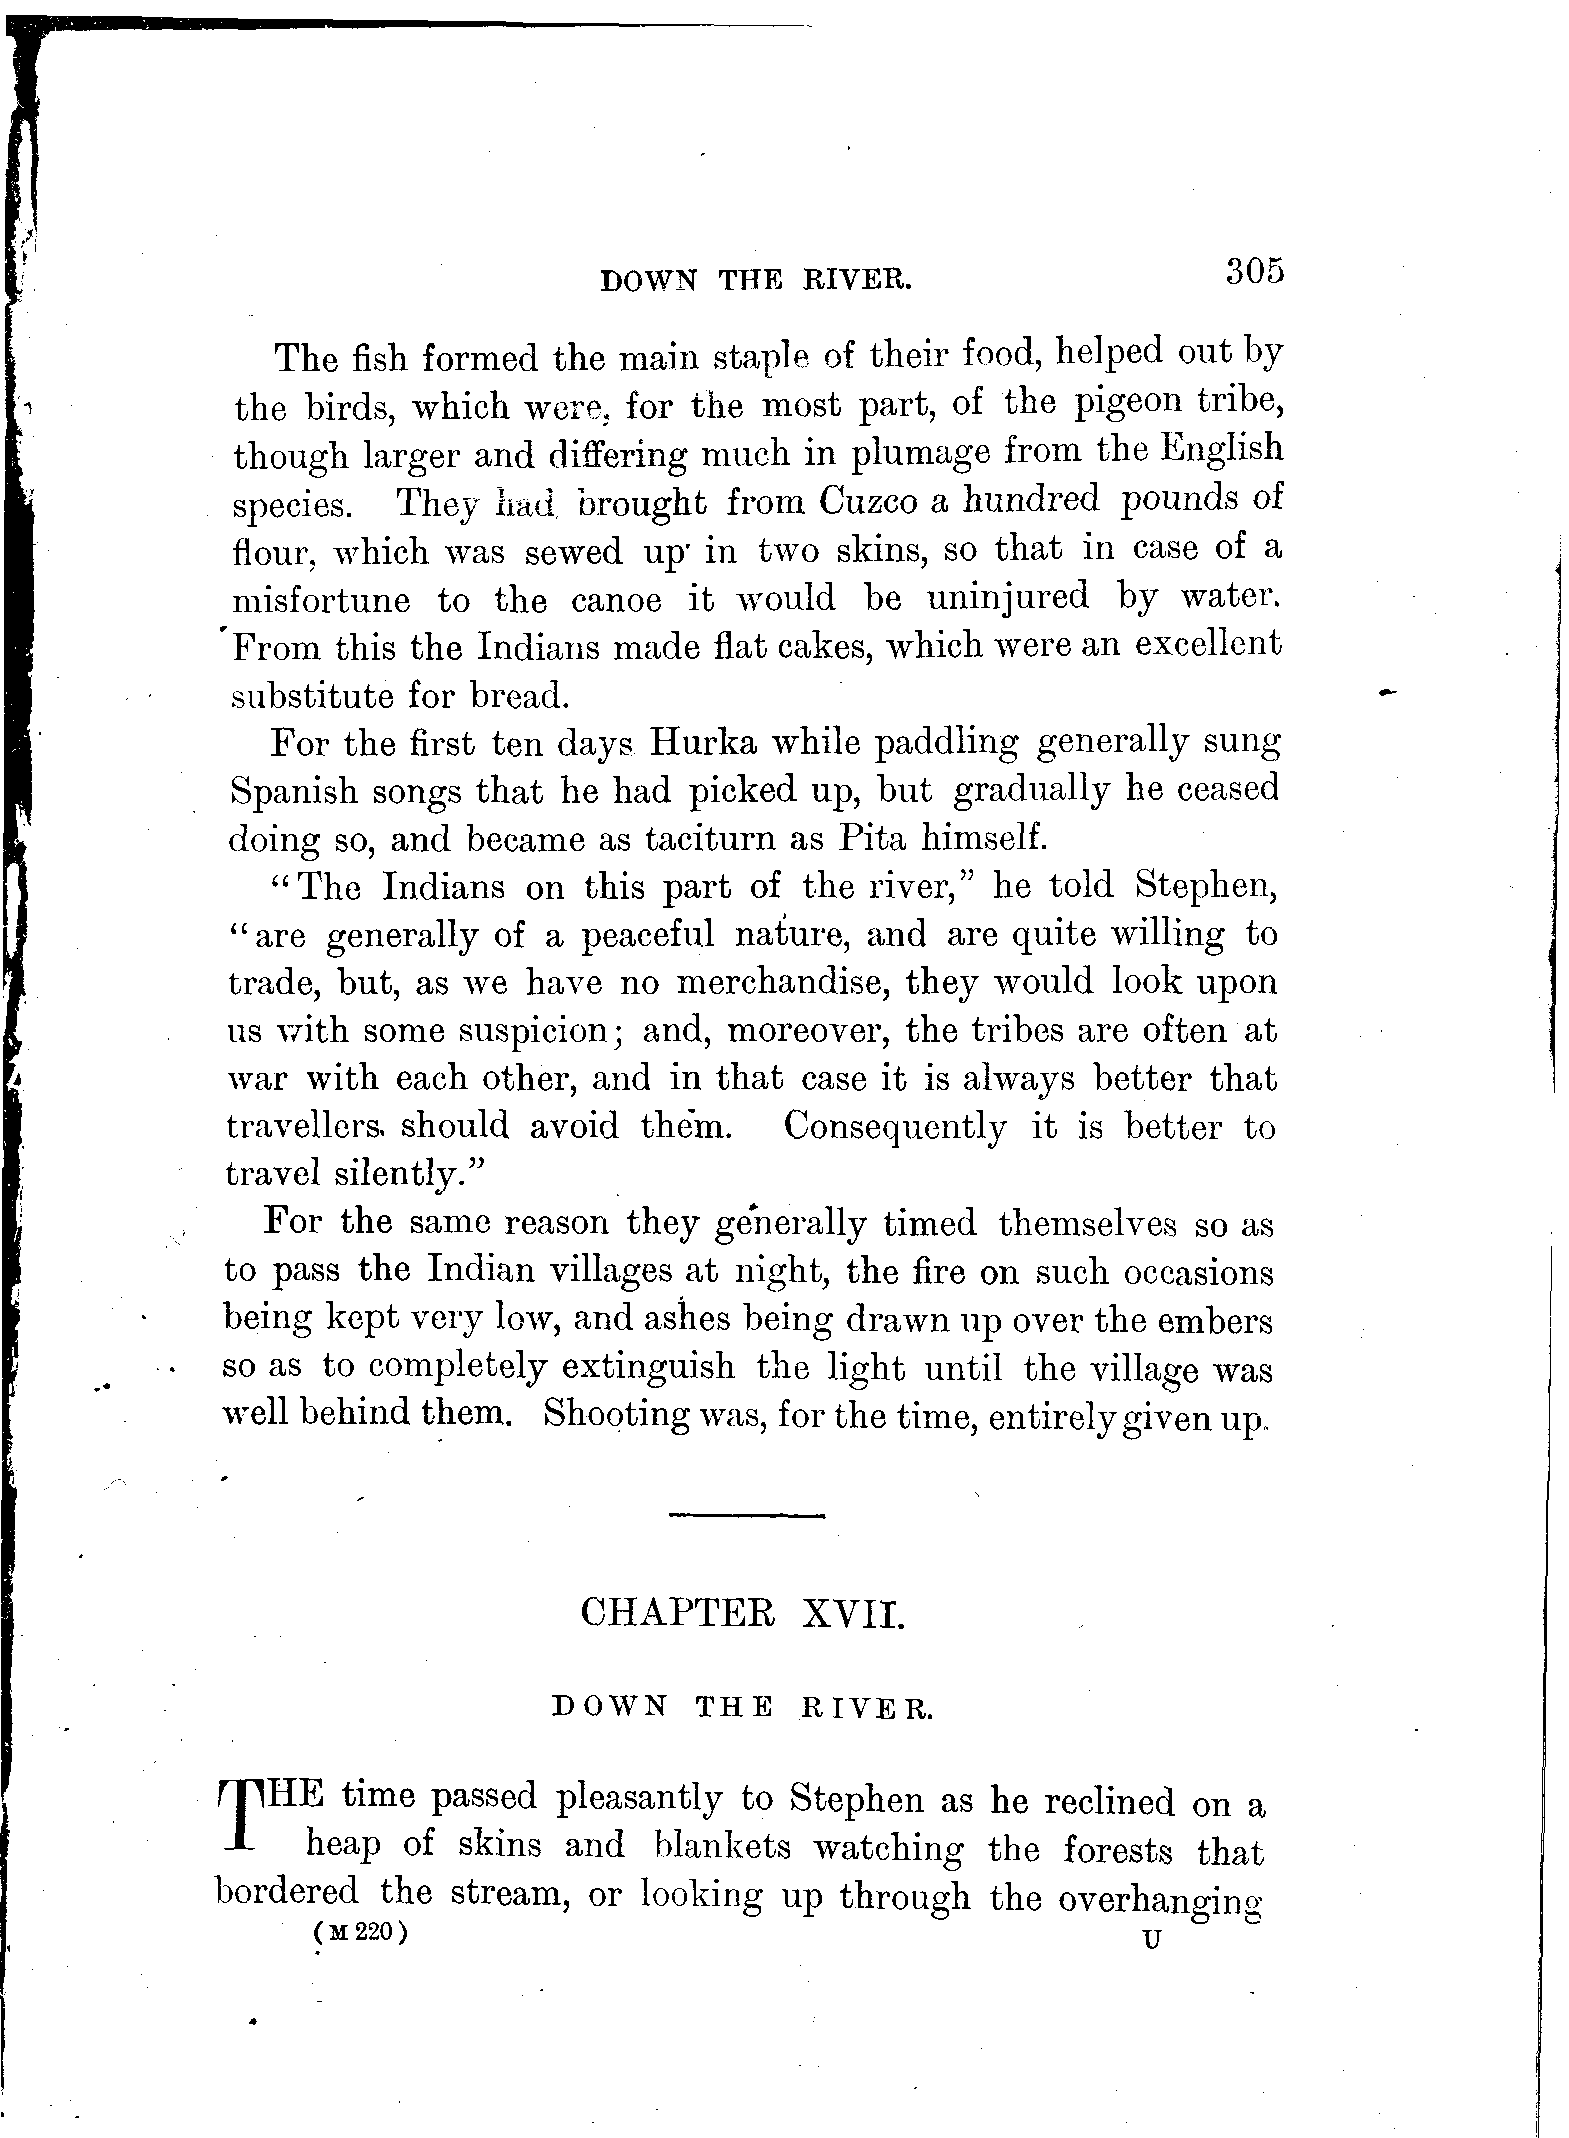 DOWN THE RIVER. 305
The fish formed the main staple of their food, helped out by
the birds, which were, for the most part, of the pigeon tribe,
though larger and differing much in plumage from the English
species. They had brought from Cuzco a hundred pounds of
flour, which was sewed up in two skins, so that in case of a
misfortune to the canoe it would be uninjured by water.
From this the Indians made flat cakes, which were an excellent
substitute for bread.
For the first ten days Hurka while paddling generally sung
Spanish songs that he had picked up, but gradually he ceased
doing so, and became as taciturn as Pita himself.
“The Indians on this part of the river,” he told Stephen,
“are generally of a peaceful nature, and are quite willing to
trade, but, as we have no merchandise, they would look upon
us with some suspicion; and, moreover, the tribes are often at
war with each other, and in that case it is always better that
travellers should avoid them. Consequently it is better to
travel silently.”
For the same reason they generally timed themselves so as
to pass the Indian villages at night, the fire on such occasions
being kept very low, and ashes being drawn up over the embers
so as to completely extinguish the light until the village was
well behind them. Shooting was, for the time, entirely given up.
CHAPTER XVII.
DOWN THE RIVER.
THE time passed pleasantly to Stephen as he reclined on a
heap of skins and blankets watching the forests that
bordered the stream, or looking up through the overhanging
(M 220) U